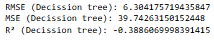 RMSE (Decission tree): 6.304175719435847
MSE (Decission tree): 39.74263150152448
R² (Decission tree): -0.3886069998391415